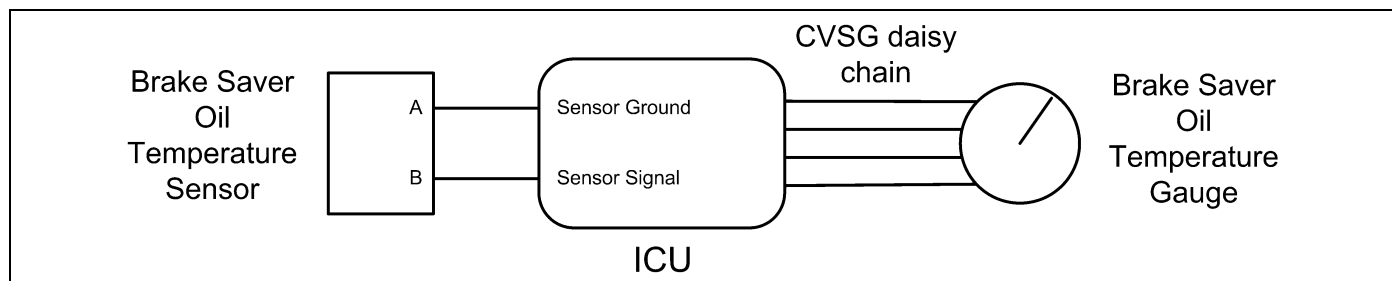 Brake Saver
Oil
Temperature
Sensor
A
B
Sensor Ground
Sensor Signal
ICU
CVSG daisy
chain
Brake Saver
Oil
Temperature
Gauge